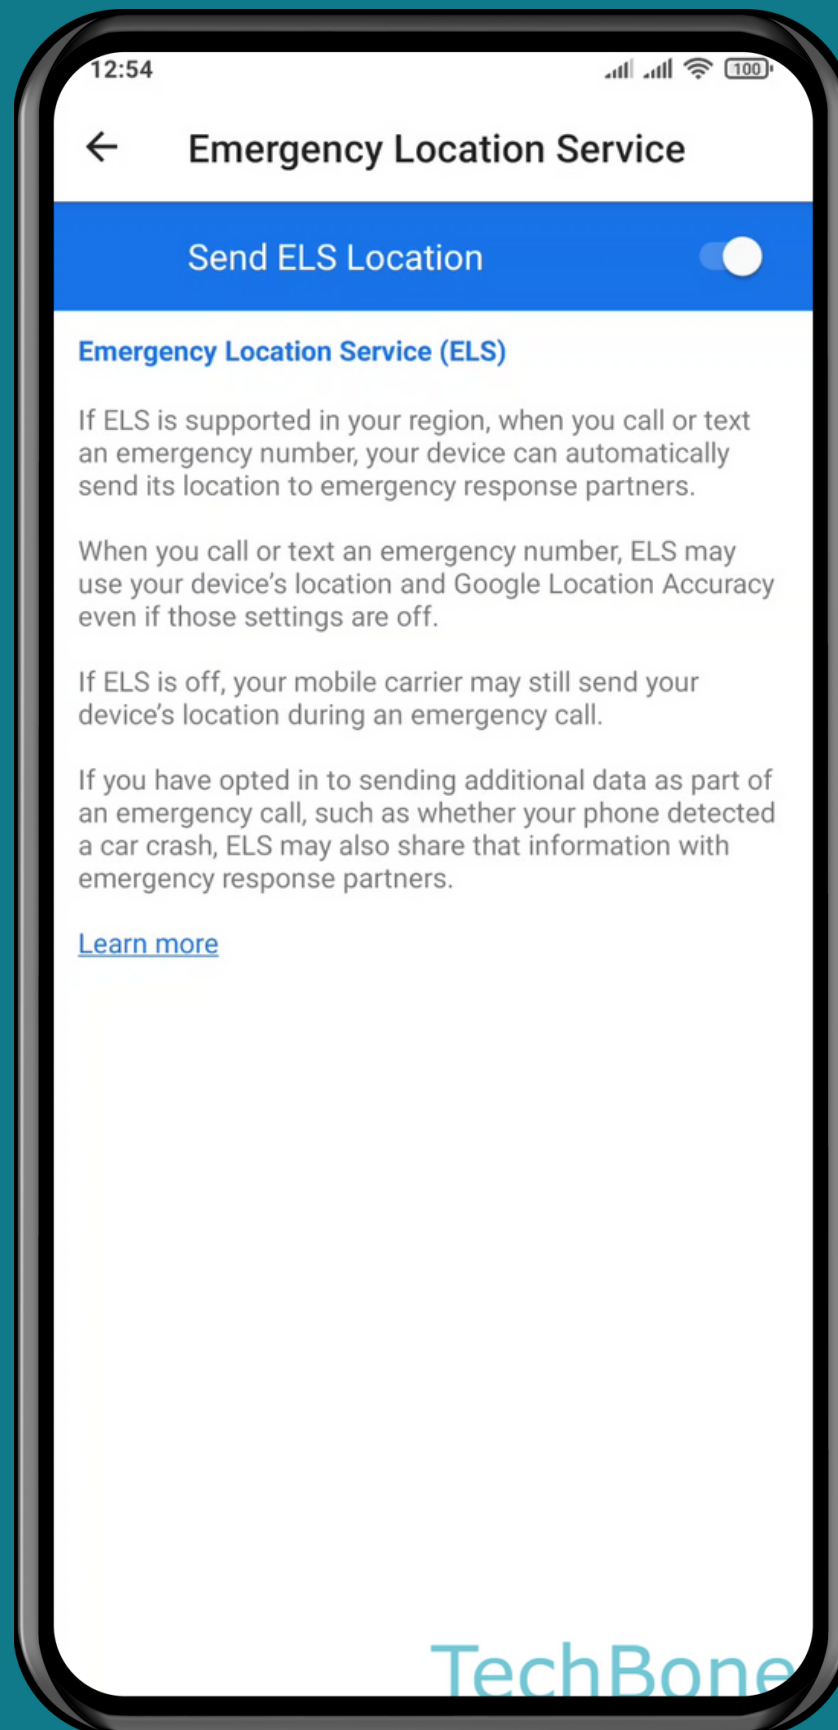 12:54
100
Emergency Location Service
Send ELS Location
Emergency Location Service (ELS)
If ELS is supported in your region, when you call or text
an emergency number, your device can automatically
send its location to emergency response partners.
When you call or text an emergency number, ELS may
use your device’s location and Google Location Accuracy
even if those settings are off.
If ELS is off, your mobile carrier may still send your
device’s location during an emergency call.
If you have opted in to sending additional data as part of
an emergency call, such as whether your phone detected
a car crash, ELS may also share that information with
emergency response partners.
Learn more
TechBone